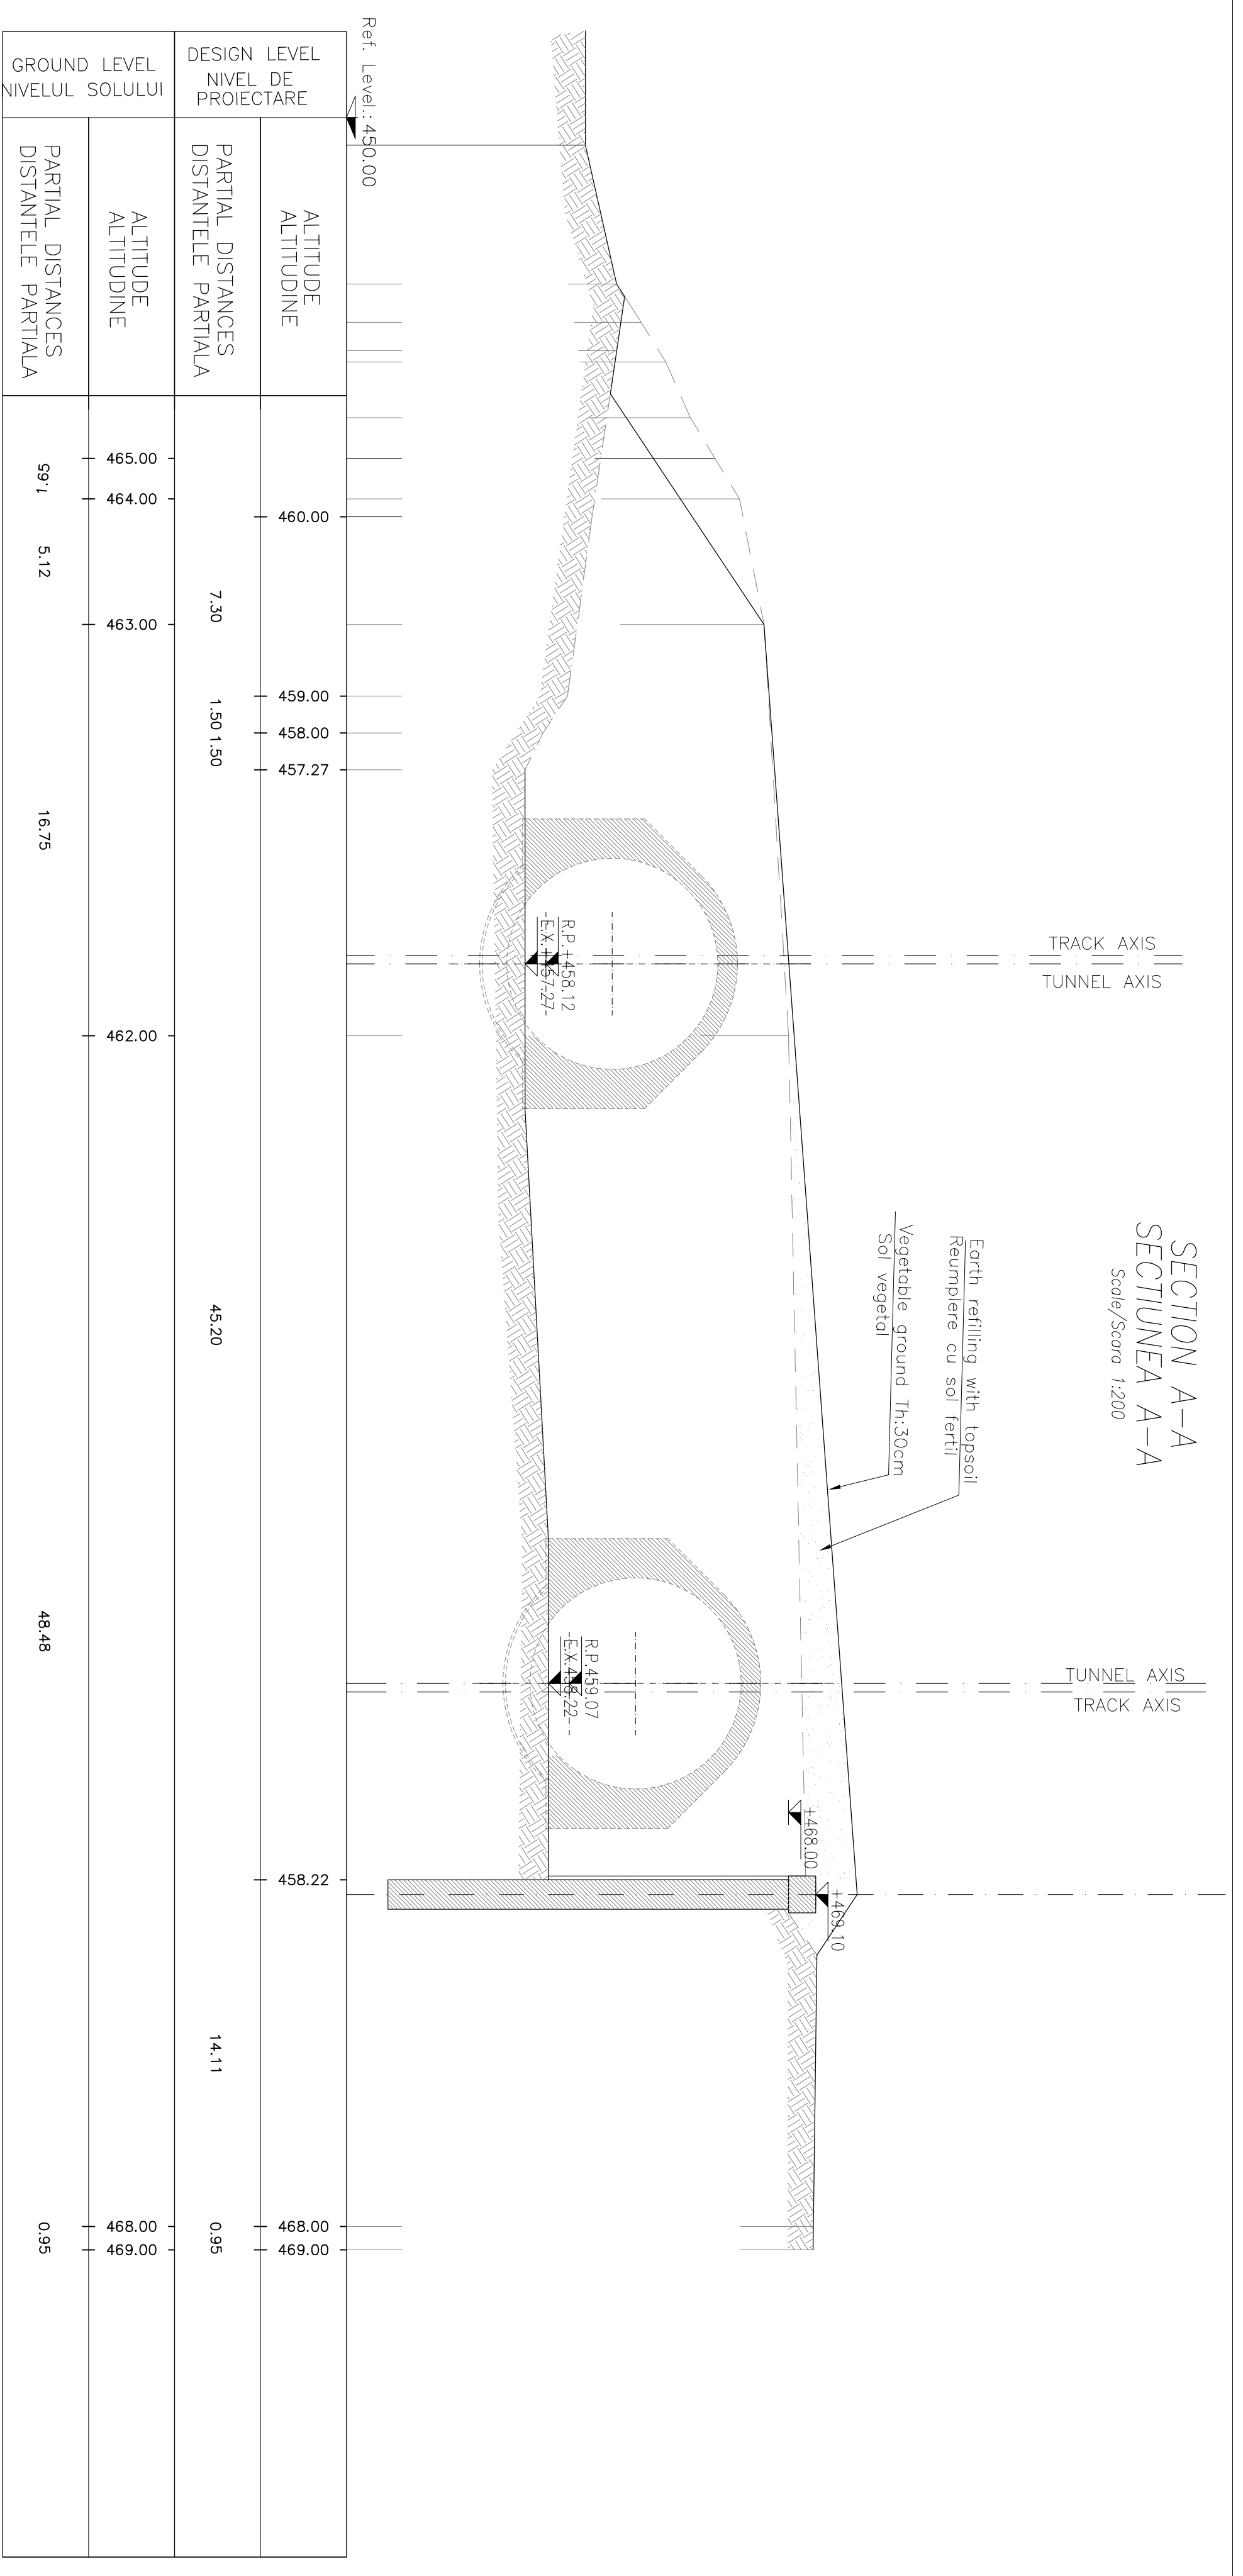 SECTION A-A
SECTIUNEA A-A
Scale/Scara 1:200
TRACK AXIS
TUNNEL AXIS
TUNNEL AXIS
TRACK AXIS
Earth refilling with topsoil
Reumplere cu sol fertil
Vegetable ground Th:30cm
Sol vegetal
R.P.+458.12
E.X.+457.27
R.P.459.07
E.X.458.22
+468.00
+469.10
Ref. Level.: 450.00
DESIGN LEVEL
NIVEL DE
PROIECTARE
ALTITUDE
ALTITUDINE
460.00
459.00
458.00
457.27
458.22
468.00
469.00
PARTIAL DISTANCES
DISTANTELE PARTIALA
7.30
1.50
1.50
45.20
14.11
0.95
GROUND LEVEL
NIVELUL SOLULUI
ALTITUDE
ALTITUDINE
465.00
464.00
463.00
462.00
468.00
469.00
PARTIAL DISTANCES
DISTANTELE PARTIALA
1.65
5.12
16.75
48.48
0.95